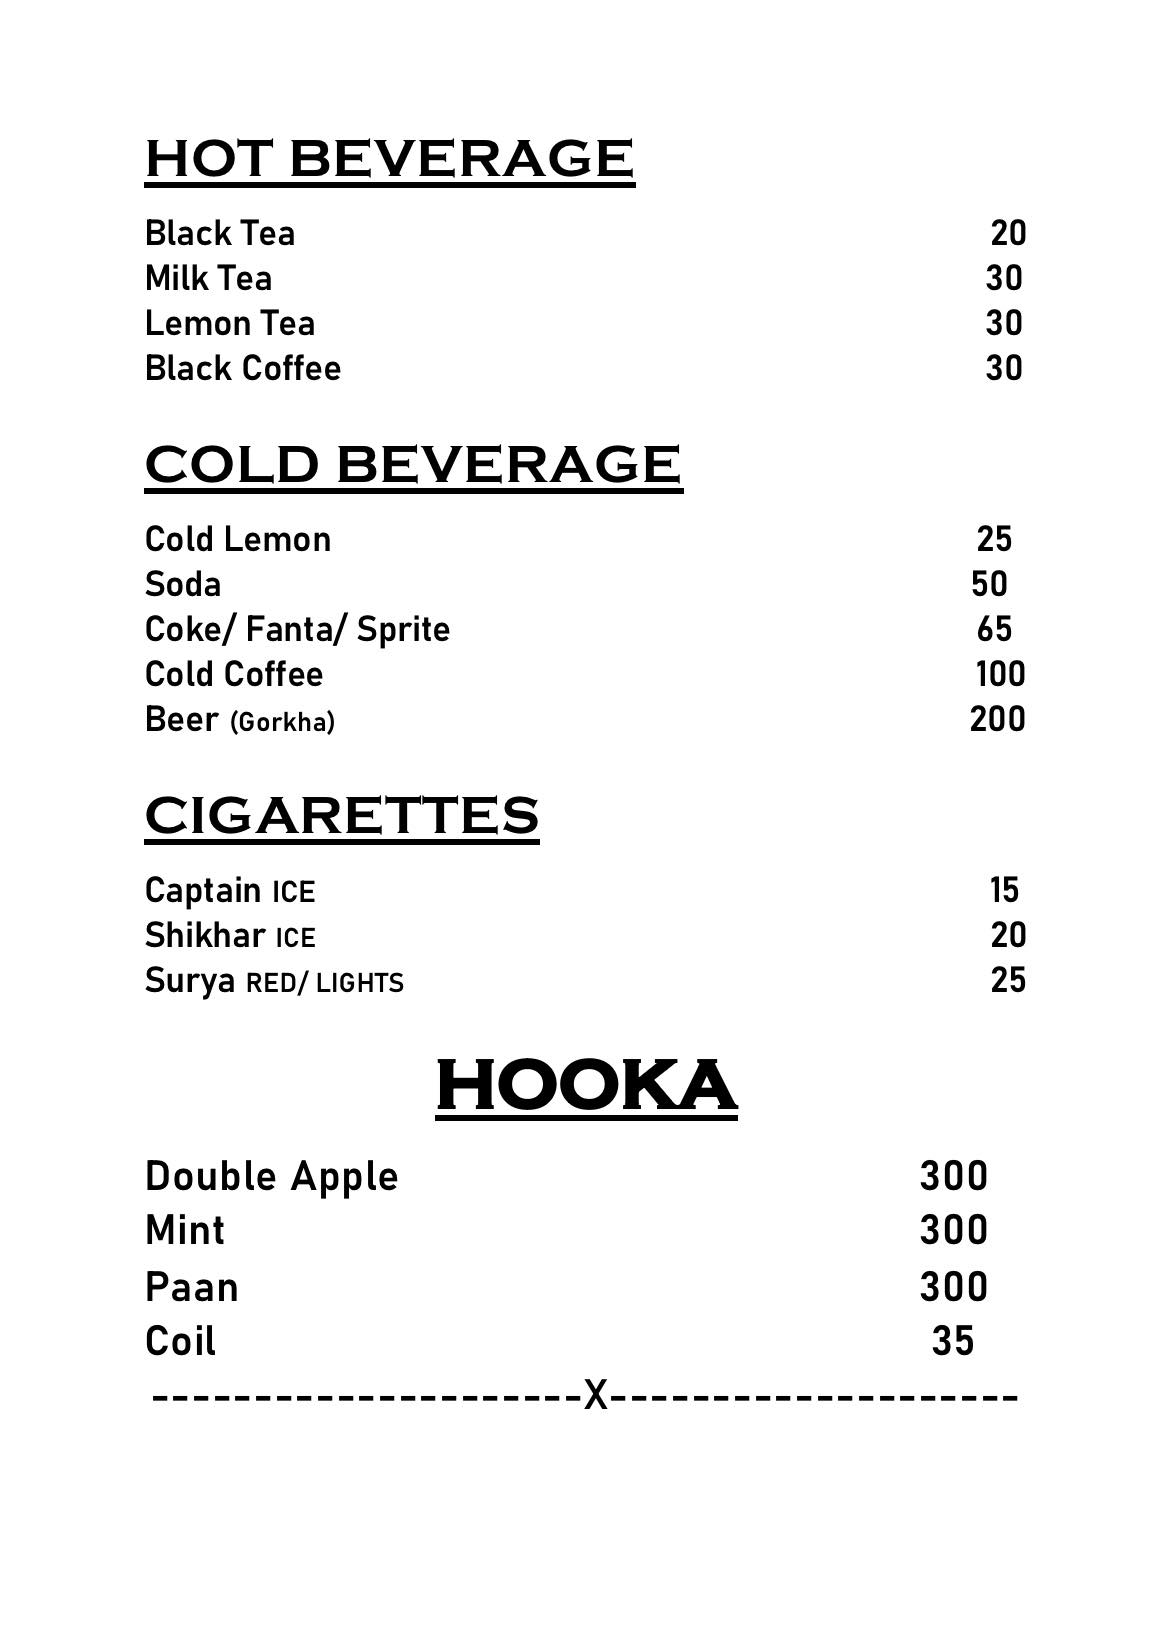 HOT BEVERAGE
Black Tea 20
Milk Tea 30
Lemon Tea 30
Black Coffee 30
COLD BEVERAGE
Cold Lemon 25
Soda 50
Coke/ Fanta/ Sprite 65
Cold Coffee 100
Beer (Gorkha) 200
CIGARETTES
Captain ICE 15
Shikhar ICE 20
Surya RED/ LIGHTS 25
HOOKA
Double Apple 300
Mint 300
Paan 300
Coil 35
---------------------X--------------------